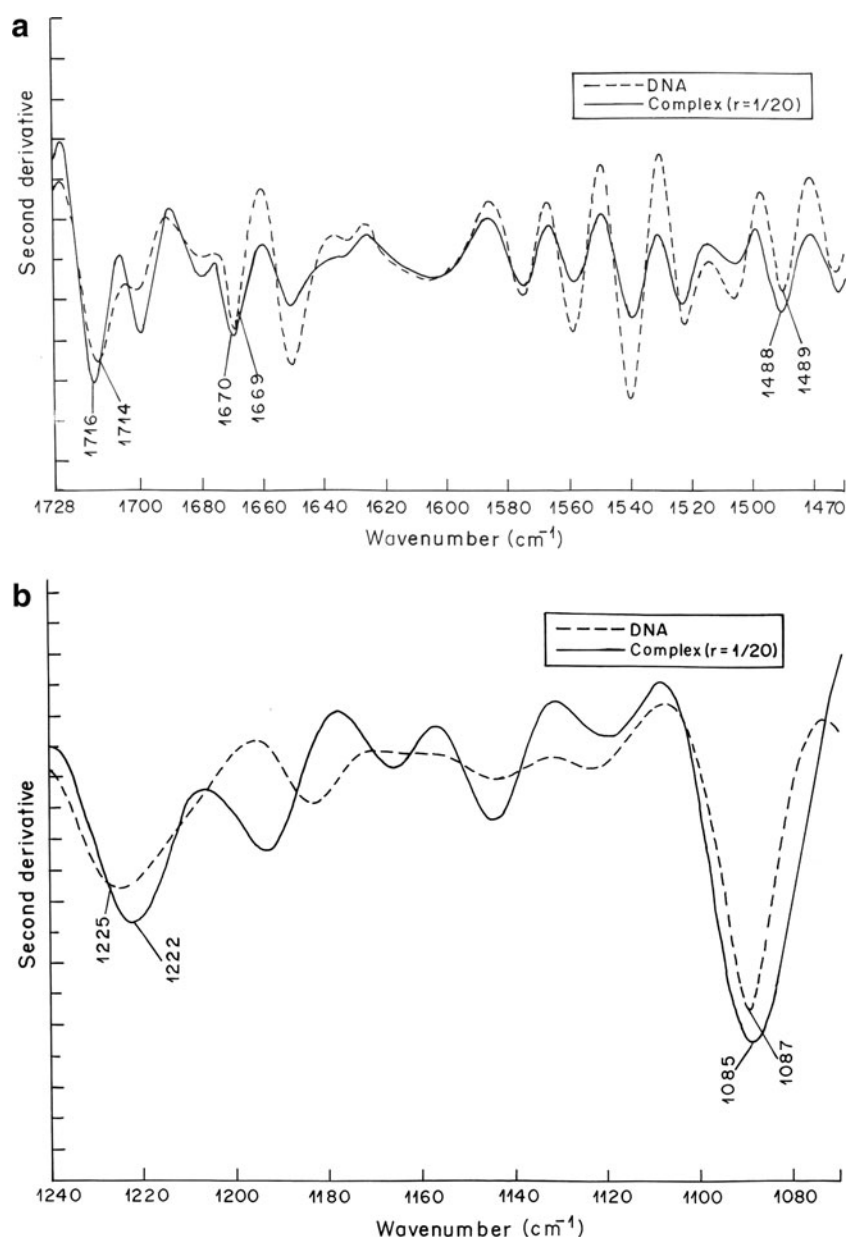 a
Second derivative
DNA
Complex (r=1/20)
1716
1714
1670
1669
1488
1489
1728 1700 1680 1660 1640 1620 1600 1580 1560 1540 1520 1500 1470
Wavenumber (cm⁻¹)
b
Second derivative
DNA
Complex (r=1/20)
1225
1222
1085
1087
1240 1220 1200 1180 1160 1140 1120 1100 1080
Wavenumber (cm⁻¹)